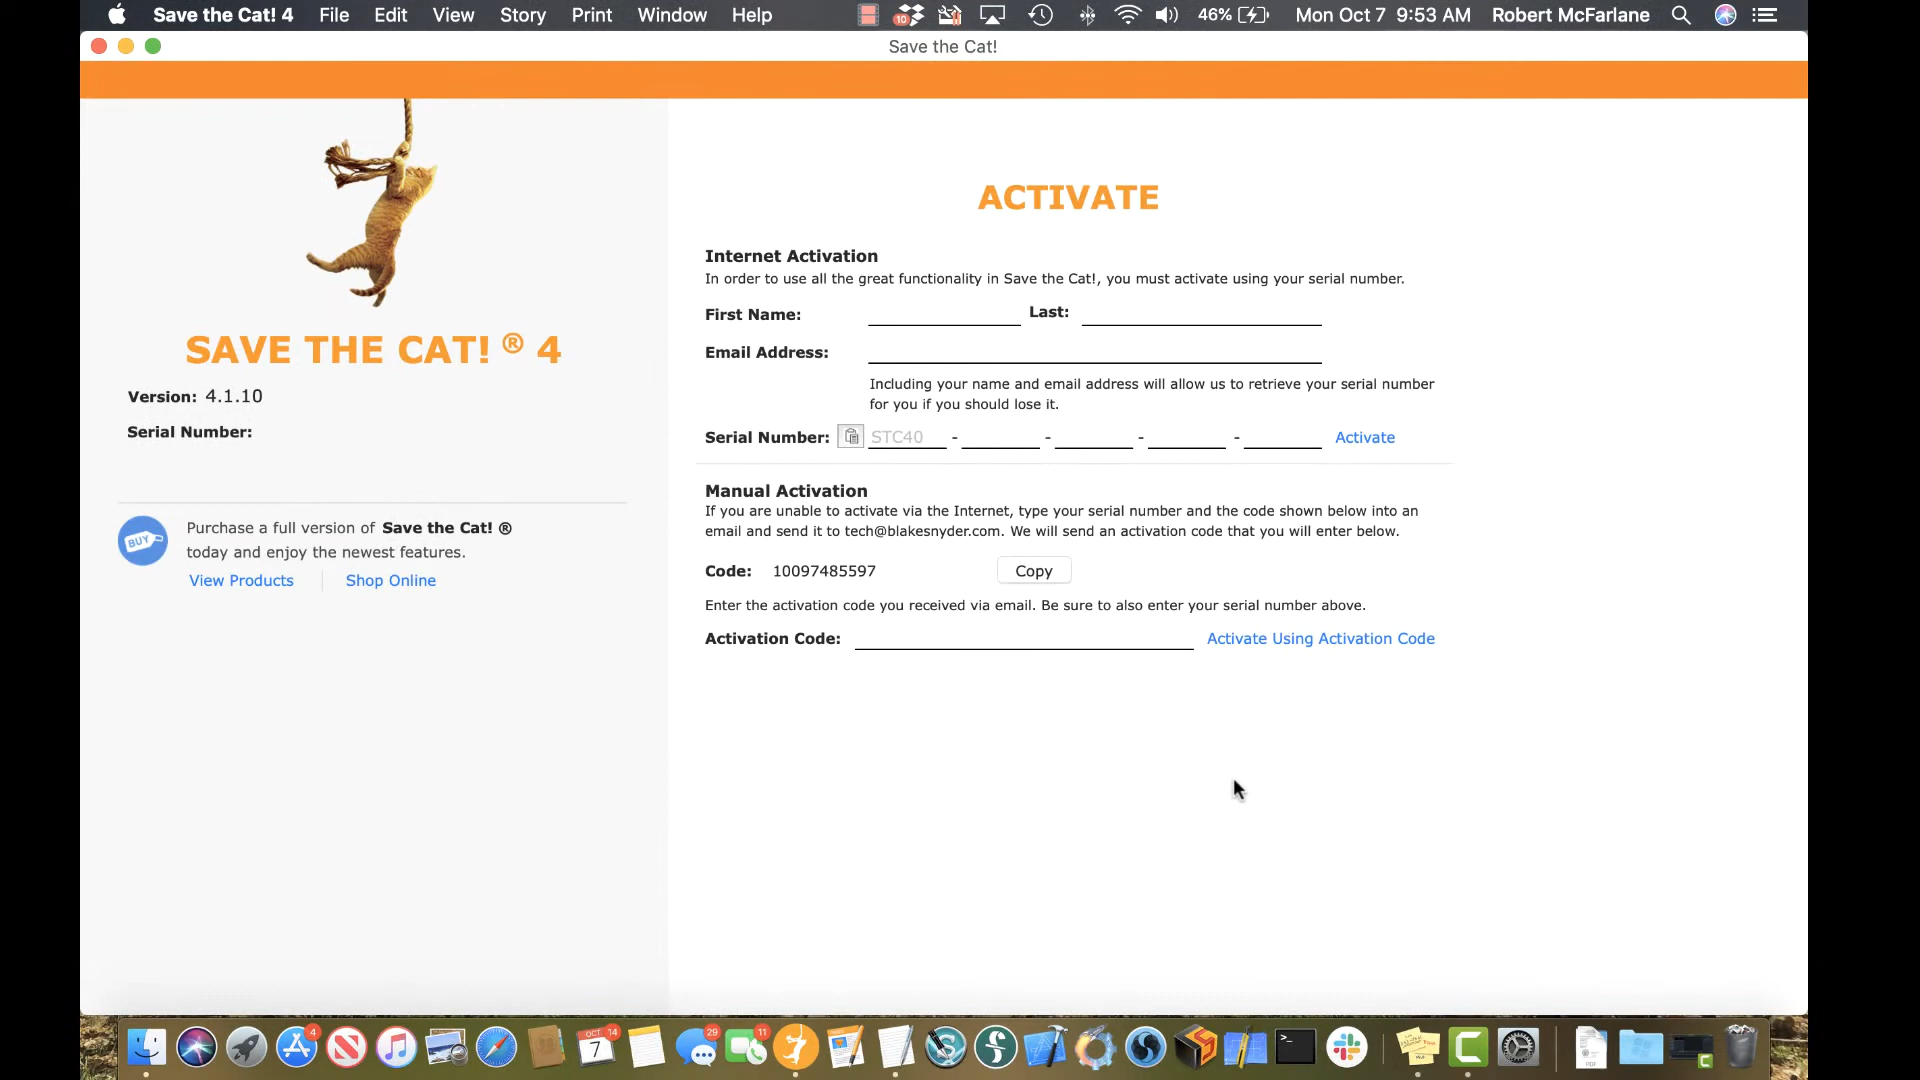 Save the Cat! 4 File Edit View Story Print Window Help 10 46% Mon Oct 7 9:53 AM Robert McFarlane
Save the Cat!
SAVE THE CAT! ® 4
Version: 4.1.10
Serial Number:
BUY
Purchase a full version of Save the Cat! ®
today and enjoy the newest features.
View Products Shop Online
ACTIVATE
Internet Activation
In order to use all the great functionality in Save the Cat!, you must activate using your serial number.
First Name: Last:
Email Address:
Including your name and email address will allow us to retrieve your serial number
for you if you should lose it.
Serial Number: STC40 - - - - Activate
Manual Activation
If you are unable to activate via the Internet, type your serial number and the code shown below into an
email and send it to tech@blakesnyder.com. We will send an activation code that you will enter below.
Code: 10097485597 Copy
Enter the activation code you received via email. Be sure to also enter your serial number above.
Activation Code: Activate Using Activation Code
4 OCT 14 29 11
7
PDF